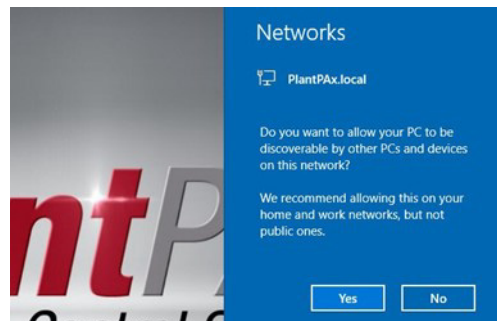 Networks
PlantPAx.local
Do you want to allow your PC to be
discoverable by other PCs and devices
on this network?
We recommend allowing this on your
home and work networks, but not
public ones.
Yes No
ntPA